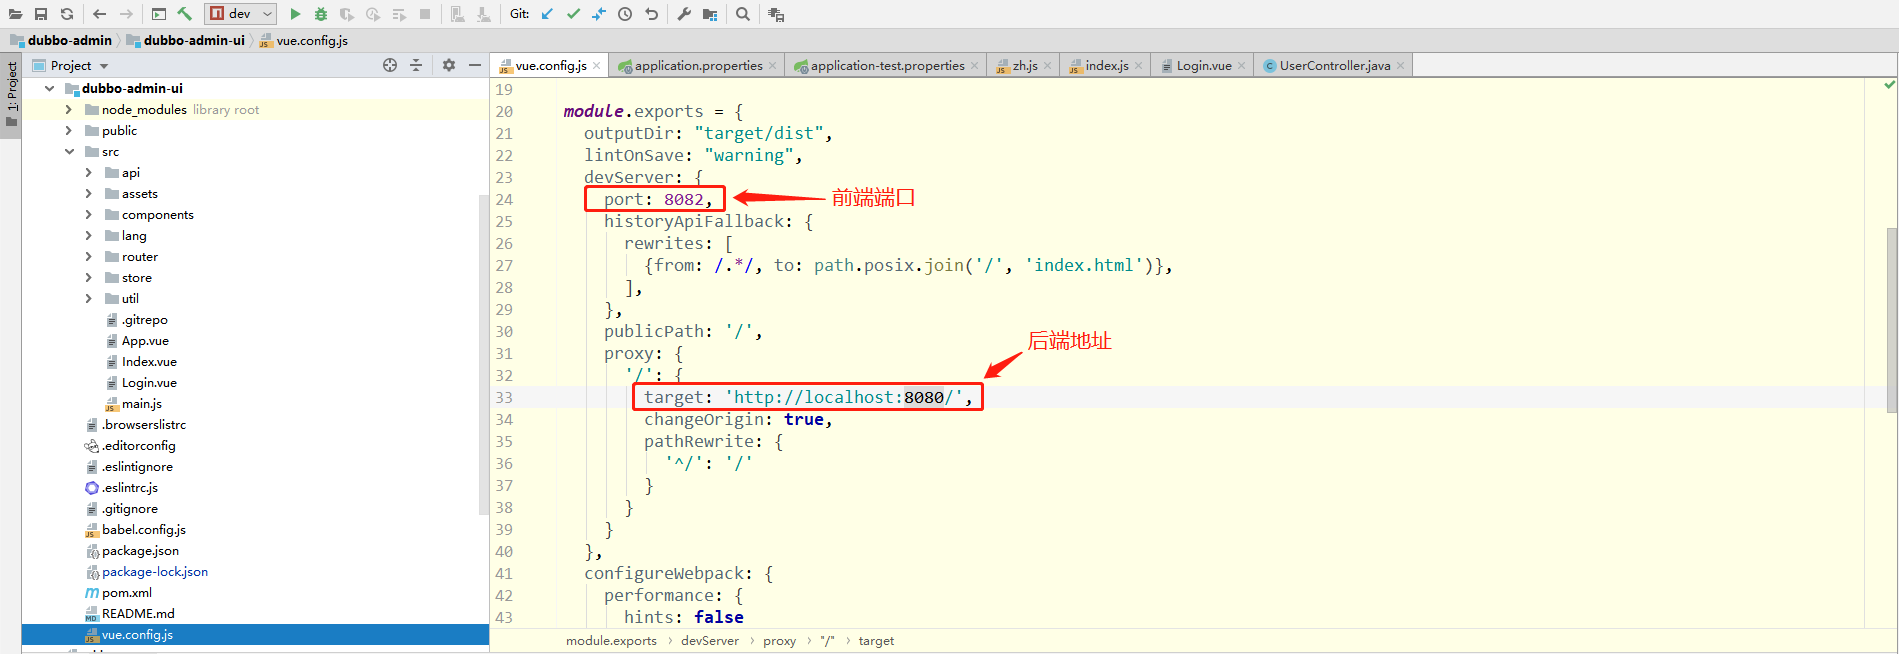 dev
Git:
dubbo-admin
dubbo-admin-ui
vue.config.js
1: Project
Project
vue.config.js
application.properties
application-test.properties
zh.js
index.js
Login.vue
UserController.java
dubbo-admin-ui
node_modules library root
public
src
api
assets
components
lang
router
store
util
.gitrepo
App.vue
Index.vue
Login.vue
main.js
.browserslistrc
.editorconfig
.eslintignore
.eslintrc.js
.gitignore
babel.config.js
package.json
package-lock.json
pom.xml
README.md
vue.config.js
19
20 module.exports = {
21 outputDir: "target/dist",
22 lintOnSave: "warning",
23 devServer: {
24 port: 8082,
前端端口
25 historyApiFallback: {
26 rewrites: [
27 {from: /.*/, to: path.posix.join('/', 'index.html')},
28 ],
29 },
30 publicPath: '/',
31 proxy: {
后端地址
32 '/': {
33 target: 'http://localhost:8080/',
34 changeOrigin: true,
35 pathRewrite: {
36 '^/': '/'
37 }
38 }
39 }
40 },
41 configureWebpack: {
42 performance: {
43 hints: false
module.exports › devServer › proxy › "/" › target